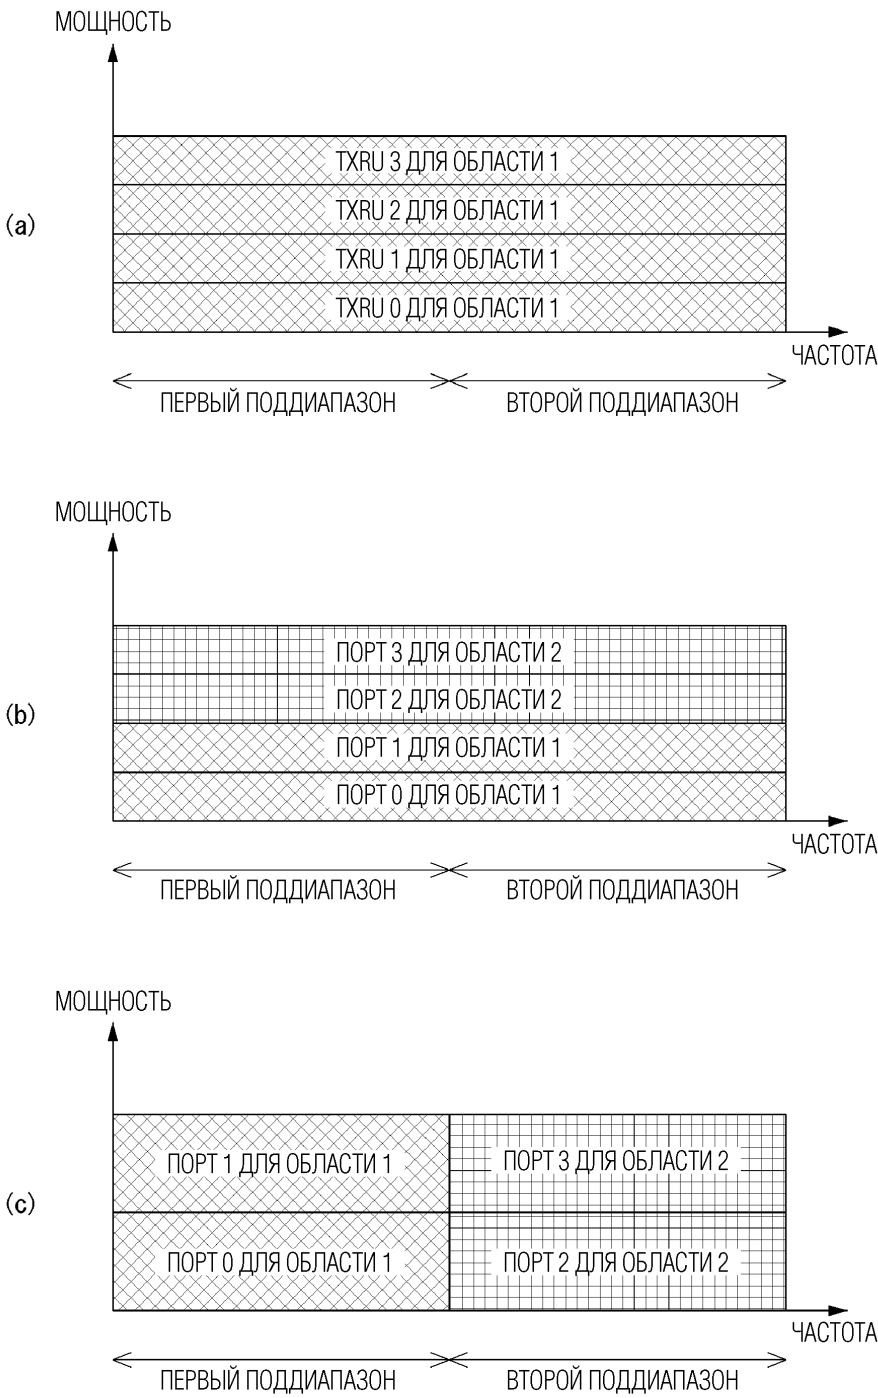 МОЩНОСТЬ
TXRU 3 ДЛЯ ОБЛАСТИ 1
TXRU 2 ДЛЯ ОБЛАСТИ 1
(a)
TXRU 1 ДЛЯ ОБЛАСТИ 1
TXRU 0 ДЛЯ ОБЛАСТИ 1
ЧАСТОТА
ПЕРВЫЙ ПОДДИАПАЗОН ВТОРОЙ ПОДДИАПАЗОН
МОЩНОСТЬ
ПОРТ 3 ДЛЯ ОБЛАСТИ 2
ПОРТ 2 ДЛЯ ОБЛАСТИ 2
(b)
ПОРТ 1 ДЛЯ ОБЛАСТИ 1
ПОРТ 0 ДЛЯ ОБЛАСТИ 1
ЧАСТОТА
ПЕРВЫЙ ПОДДИАПАЗОН ВТОРОЙ ПОДДИАПАЗОН
МОЩНОСТЬ
ПОРТ 1 ДЛЯ ОБЛАСТИ 1 ПОРТ 3 ДЛЯ ОБЛАСТИ 2
(c)
ПОРТ 0 ДЛЯ ОБЛАСТИ 1 ПОРТ 2 ДЛЯ ОБЛАСТИ 2
ЧАСТОТА
ПЕРВЫЙ ПОДДИАПАЗОН ВТОРОЙ ПОДДИАПАЗОН